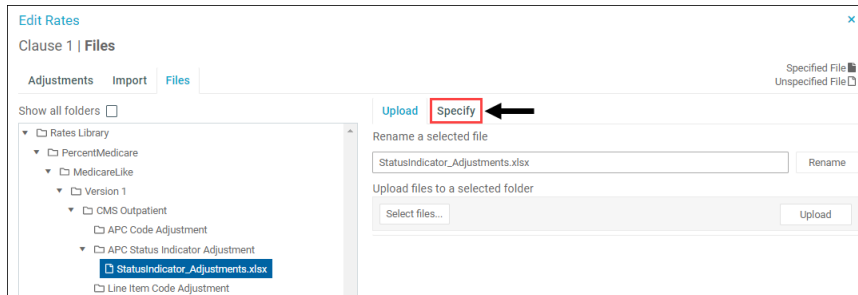 Edit Rates
×
Clause 1 | Files
Specified File
Unspecified File
Adjustments Import Files
Show all folders
Upload Specify
Rates Library
PercentMedicare
MedicareLike
Version 1
CMS Outpatient
APC Code Adjustment
APC Status Indicator Adjustment
StatusIndicator_Adjustments.xlsx
Line Item Code Adjustment
Rename a selected file
StatusIndicator_Adjustments.xlsx Rename
Upload files to a selected folder
Select files... Upload